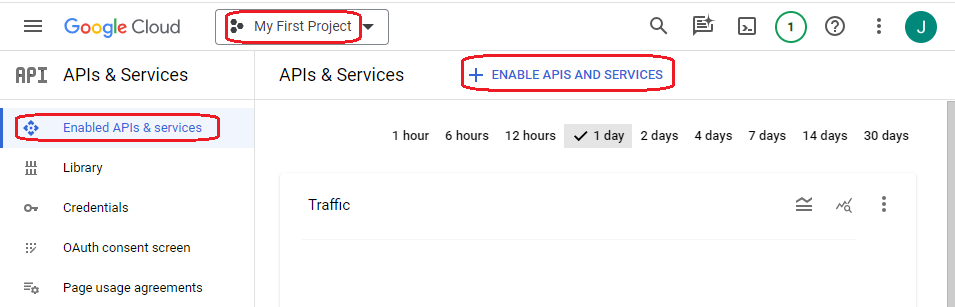 Google Cloud
My First Project
1
J
API
APIs & Services
APIs & Services
ENABLE APIS AND SERVICES
Enabled APIs & services
Library
Credentials
OAuth consent screen
Page usage agreements
1 hour 6 hours 12 hours 1 day 2 days 4 days 7 days 14 days 30 days
Traffic